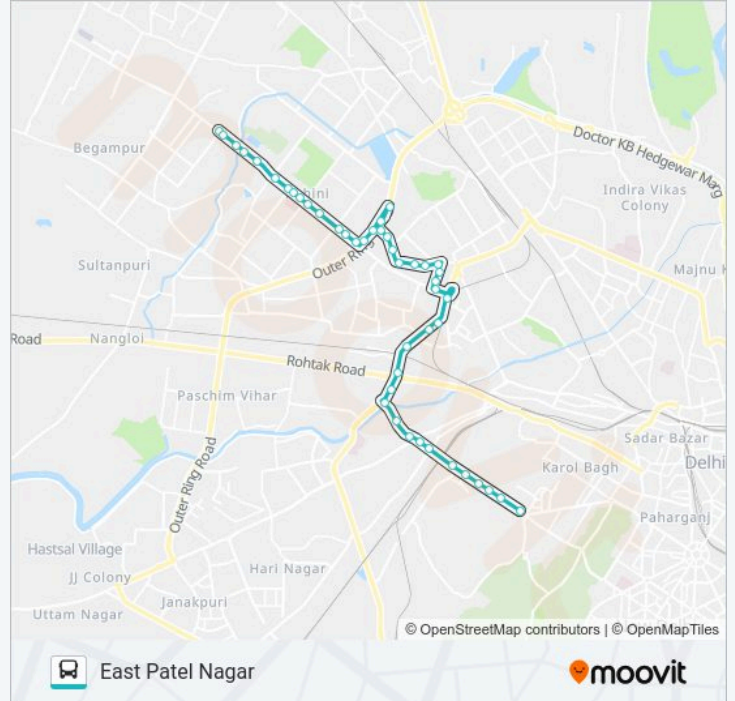 Doctor KB Hedgewar Marg
Begampur
Indira Vikas
Colony
Sultanpuri
Outer Ring
Majnu
Road
Nangloi
Rohtak Road
Paschim Vihar
Sadar Bazar
Karol Bagh
Delhi
Outer Ring Road
Paharganj
Hastsal Village
Hari Nagar
JJ Colony
Janakpuri
Uttam Nagar
© OpenStreetMap contributors | © OpenMapTiles
East Patel Nagar
moovit